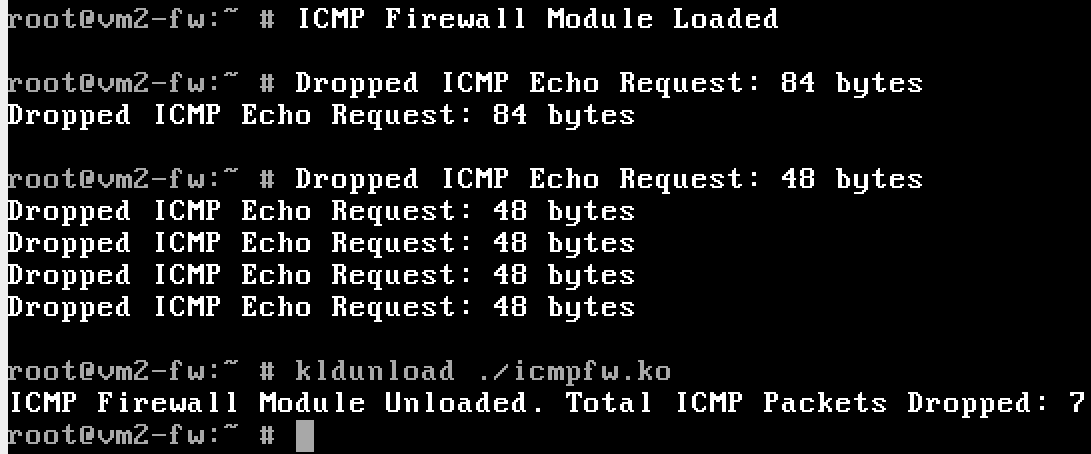 root@vm2-fw:~ # ICMP Firewall Module Loaded
root@vm2-fw:~ # Dropped ICMP Echo Request: 84 bytes
Dropped ICMP Echo Request: 84 bytes
root@vm2-fw:~ # Dropped ICMP Echo Request: 48 bytes
Dropped ICMP Echo Request: 48 bytes
Dropped ICMP Echo Request: 48 bytes
Dropped ICMP Echo Request: 48 bytes
Dropped ICMP Echo Request: 48 bytes
root@vm2-fw:~ # kldunload ./icmpfw.ko
ICMP Firewall Module Unloaded. Total ICMP Packets Dropped: 7
root@vm2-fw:~ #